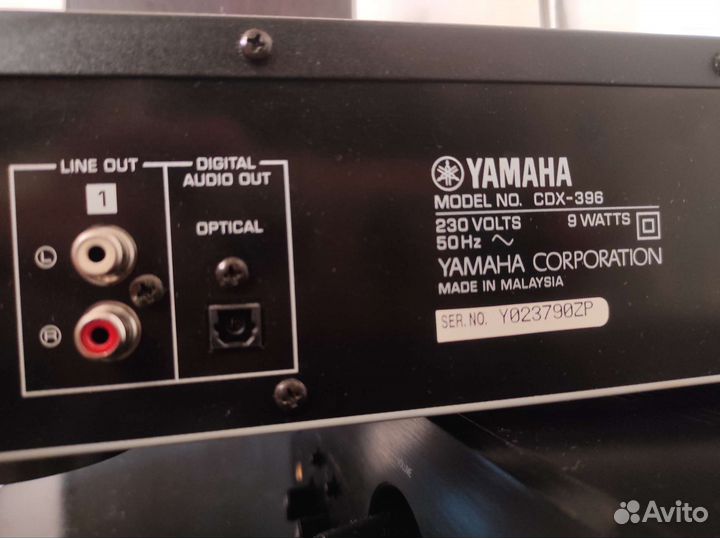 LINE OUT
1
L
R
DIGITAL
AUDIO OUT
OPTICAL
YAMAHA
MODEL NO. CDX-396
230 VOLTS 9 WATTS
50Hz ~
YAMAHA CORPORATION
MADE IN MALAYSIA
SER. NO. Y023790ZP
Avito